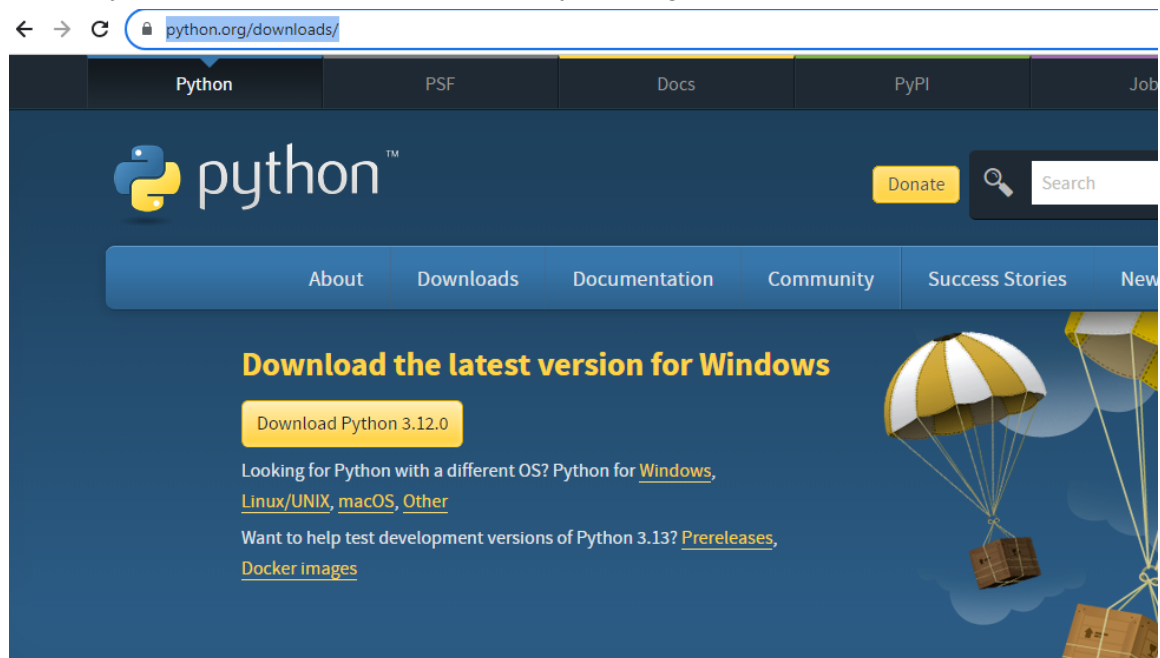 python.org/downloads/
Python PSF Docs PyPI Job
python™
Donate Search
About Downloads Documentation Community Success Stories New
Download the latest version for Windows
Download Python 3.12.0
Looking for Python with a different OS? Python for Windows,
Linux/UNIX, macOS, Other
Want to help test development versions of Python 3.13? Prereleases,
Docker images